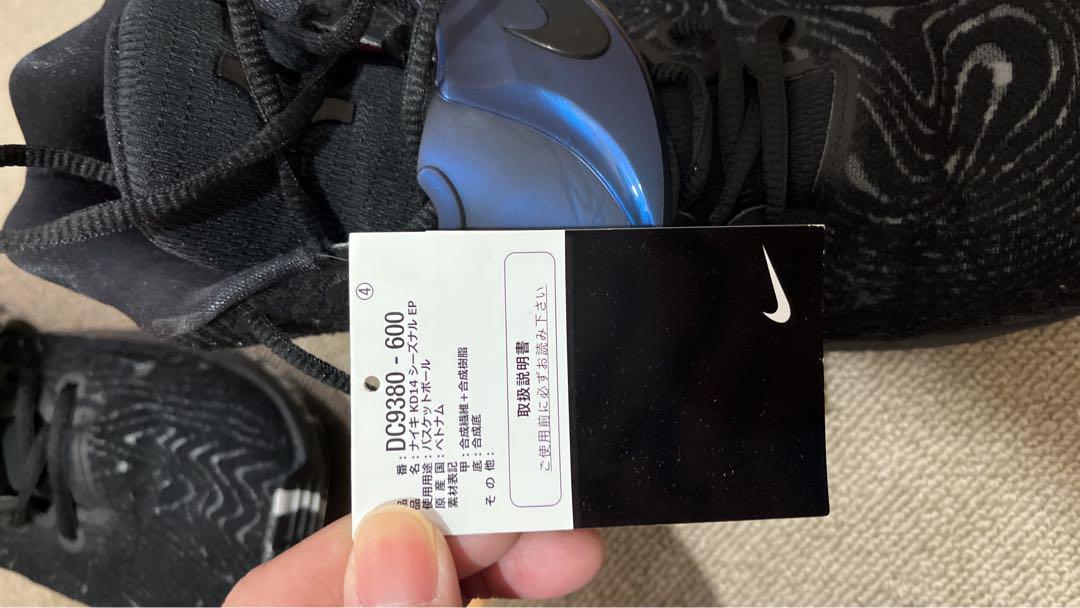 ④
品 番：DC9380 - 600
品 名：ナイキ KD14 シーズナル EP
使用用途：バスケットボール
原 産 国：ベトナム
素材表記
甲：合成繊維＋合成樹脂
底：合成底
そ の 他：
取扱説明書
ご使用前に必ずお読み下さい